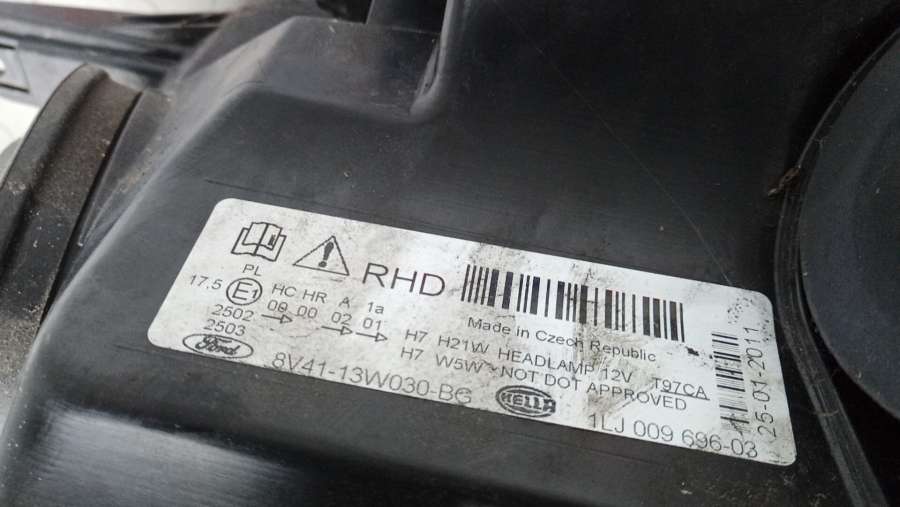 RHD
PL
17.5 E1 HC HR A 1a
2502 00 00 02 01
2503
Made in Czech Republic
H7 H21W HEADLAMP 12V T97CA
H7 W5W NOT DOT APPROVED
Ford
8V41-13W030-BG
HELLA
1LJ 009 696-03
25-01-2011